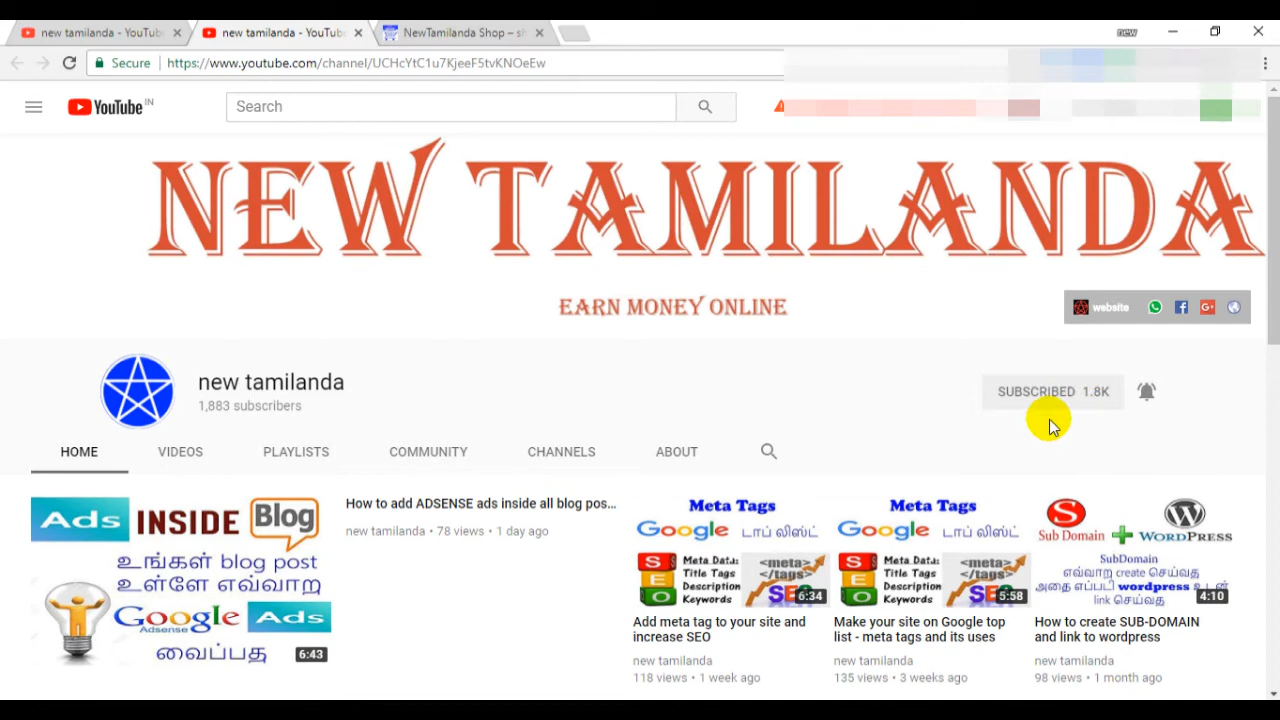 new tamilanda - YouTube
new tamilanda - YouTube
NewTamilanda Shop – sh
new
Secure
https://www.youtube.com/channel/UCHcYtC1u7KjeeF5tvKNOeEw
YouTube IN
Search
NEW TAMILANDA
EARN MONEY ONLINE
website
new tamilanda
1,883 subscribers
SUBSCRIBED 1.8K
HOME VIDEOS PLAYLISTS COMMUNITY CHANNELS ABOUT
Ads INSIDE Blog
உங்கள் blog post
உள்ளே எவ்வாற
Google Adsense Ads
வைப்பத
6:43
How to add ADSENSE ads inside all blog pos...
new tamilanda • 78 views • 1 day ago
Meta Tags
Google டாப் லிஸ்ட்
SEO
Meta Data:
Title Tags
Description
Keywords
<meta>
</tags>
SEO
6:34
Add meta tag to your site and
increase SEO
new tamilanda
118 views • 1 week ago
Meta Tags
Google டாப் லிஸ்ட்
SEO
Meta Data:
Title Tags
Description
Keywords
<meta>
</tags>
SEO
5:58
Make your site on Google top
list - meta tags and its uses
new tamilanda
135 views • 3 weeks ago
S W
Sub Domain + WORDPRESS
SubDomain
எவ்வாற create செய்வத
அதை எப்படி wordpress உடன்
link செய்வத
4:10
How to create SUB-DOMAIN
and link to wordpress
new tamilanda
98 views • 1 month ago